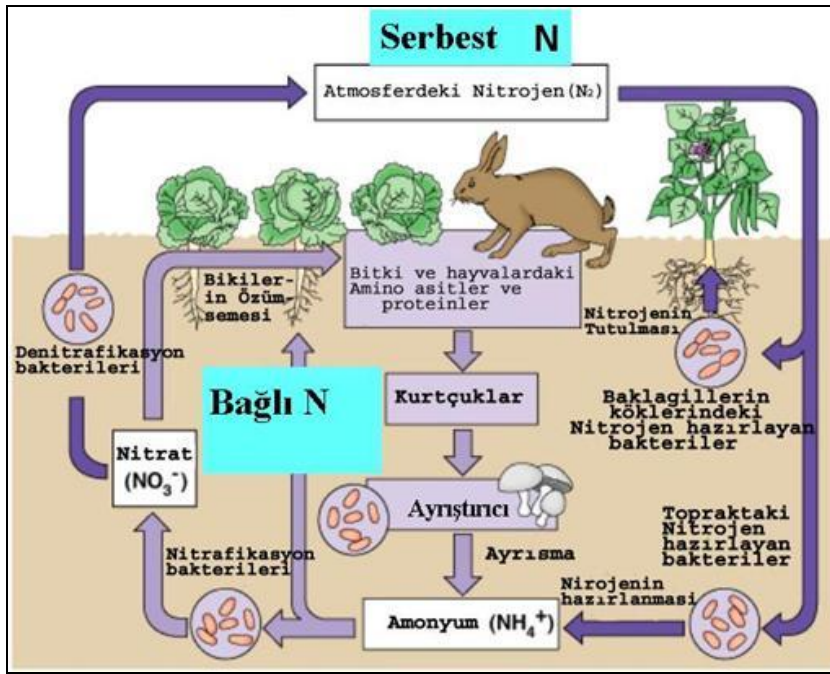 Serbest N
Atmosferdeki Nitrojen(N₂)
Bikiler-
in Özüm-
semesi
Bitki ve hayvalardaki
Amino asitler ve
proteinler
Nitrojenin
Tutulması
Denitrafikasyon
bakterileri
Bağlı N
Kurtçuklar
Baklagillerin
köklerindeki
Nitrojen hazırlayan
bakteriler
Nitrat
(NO₃⁻)
Ayrıştırıcı
Topraktaki
Nitrojen
hazırlayan
bakteriler
Nitrafikasyon
bakterileri
Ayrısma
Nirojenin
hazırlanması
Amonyum (NH₄⁺)